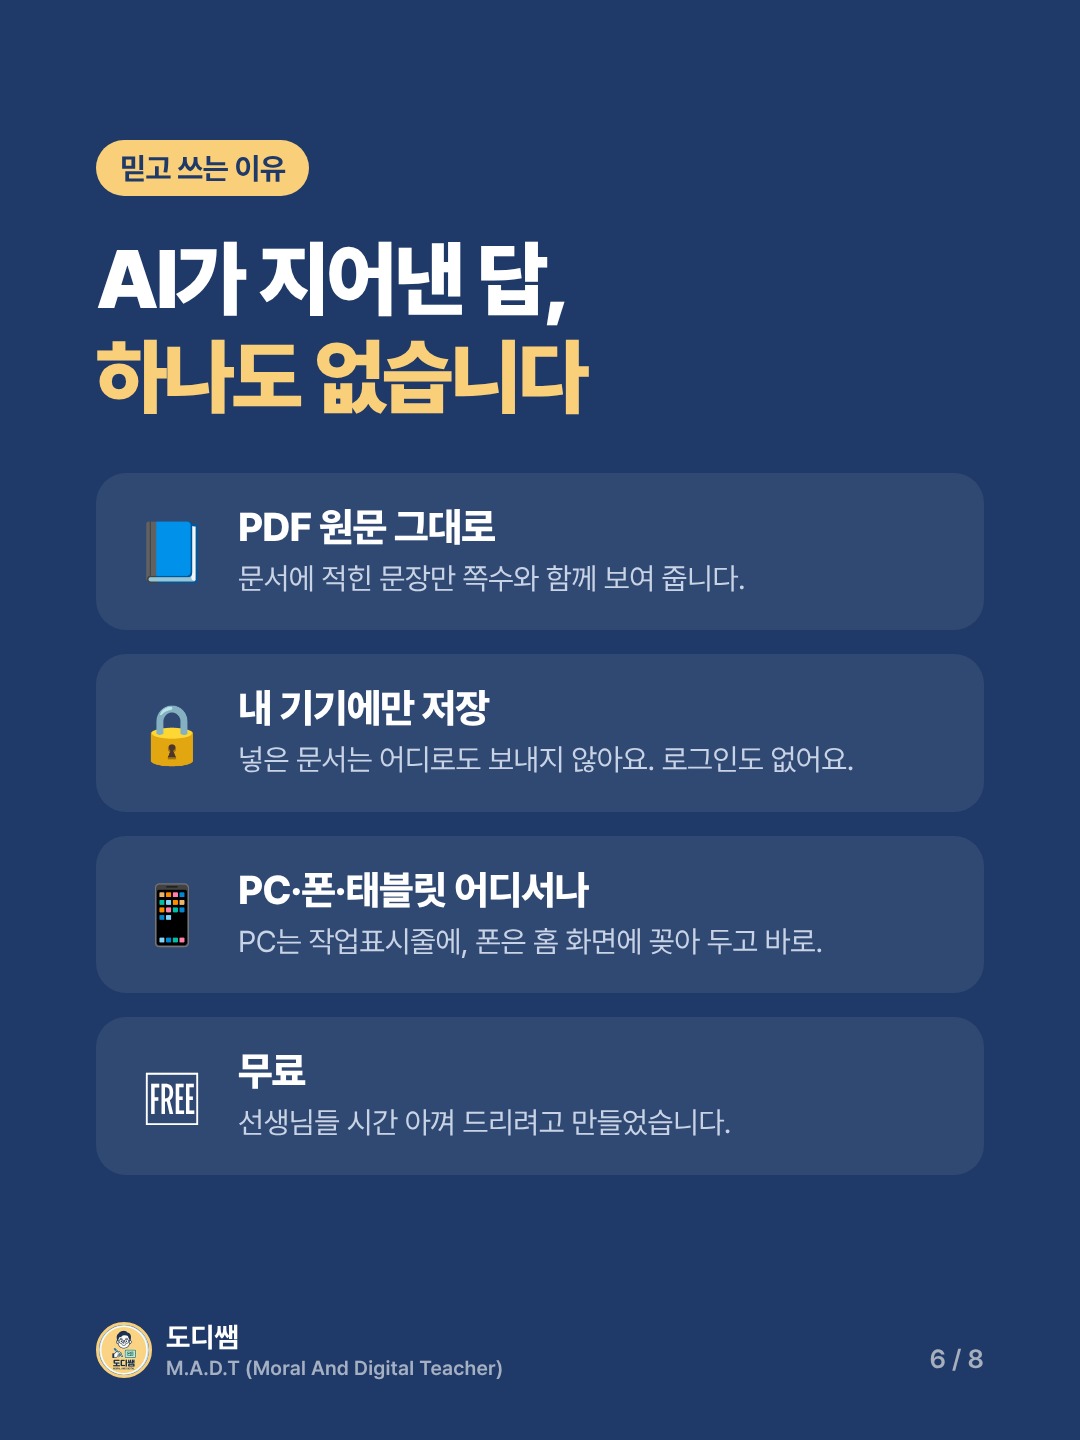 믿고 쓰는 이유
AI가 지어낸 답,
하나도 없습니다
PDF 원문 그대로
문서에 적힌 문장만 쪽수와 함께 보여 줍니다.
내 기기에만 저장
넣은 문서는 어디로도 보내지 않아요. 로그인도 없어요.
PC·폰·태블릿 어디서나
PC는 작업표시줄에, 폰은 홈 화면에 꽂아 두고 바로.
FREE
무료
선생님들 시간 아껴 드리려고 만들었습니다.
도디쌤
도디쌤
M.A.D.T (Moral And Digital Teacher)
6 / 8